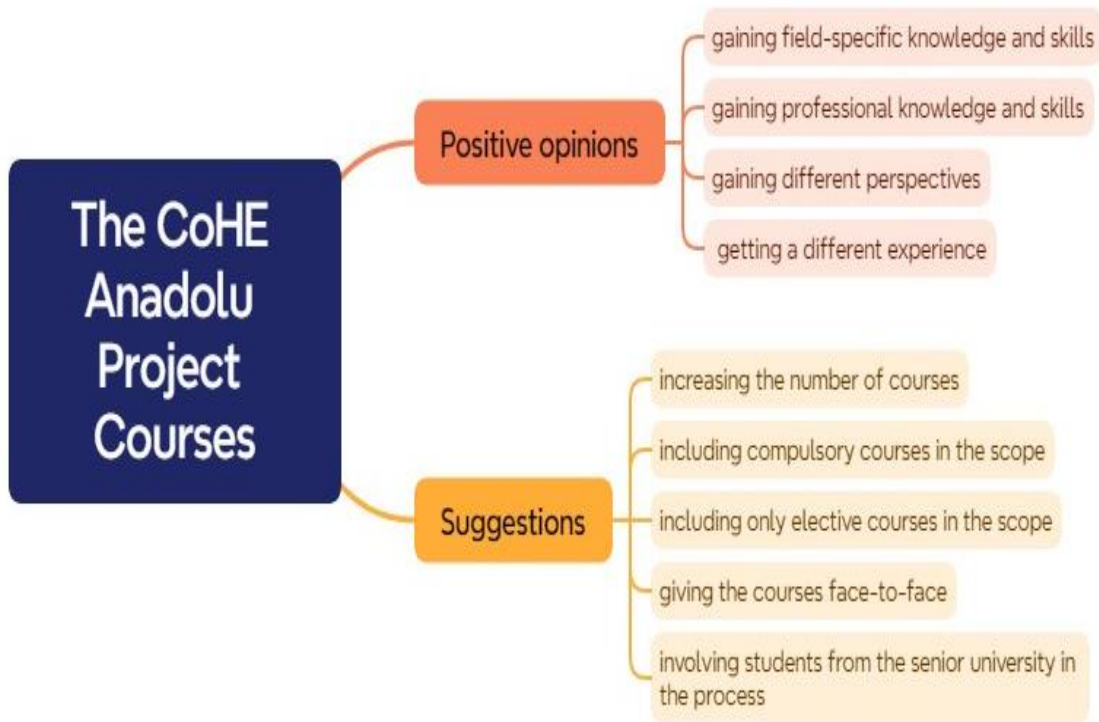 The CoHE
Anadolu
Project
Courses
Positive opinions
gaining field-specific knowledge and skills
gaining professional knowledge and skills
gaining different perspectives
getting a different experience
Suggestions
increasing the number of courses
including compulsory courses in the scope
including only elective courses in the scope
giving the courses face-to-face
involving students from the senior university in
the process